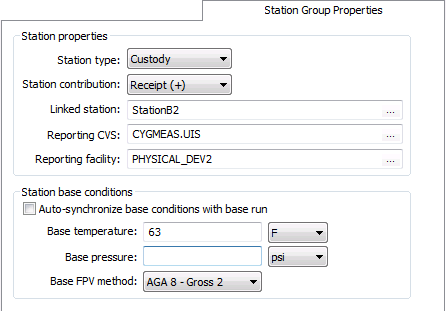 Station Group Properties
Station properties
Station type: Custody
Station contribution: Receipt (+)
Linked station: StationB2 ...
Reporting CVS: CYGMEAS.UIS ...
Reporting facility: PHYSICAL_DEV2 ...
Station base conditions
Auto-synchronize base conditions with base run
Base temperature: 63 F
Base pressure: psi
Base FPV method: AGA 8 - Gross 2